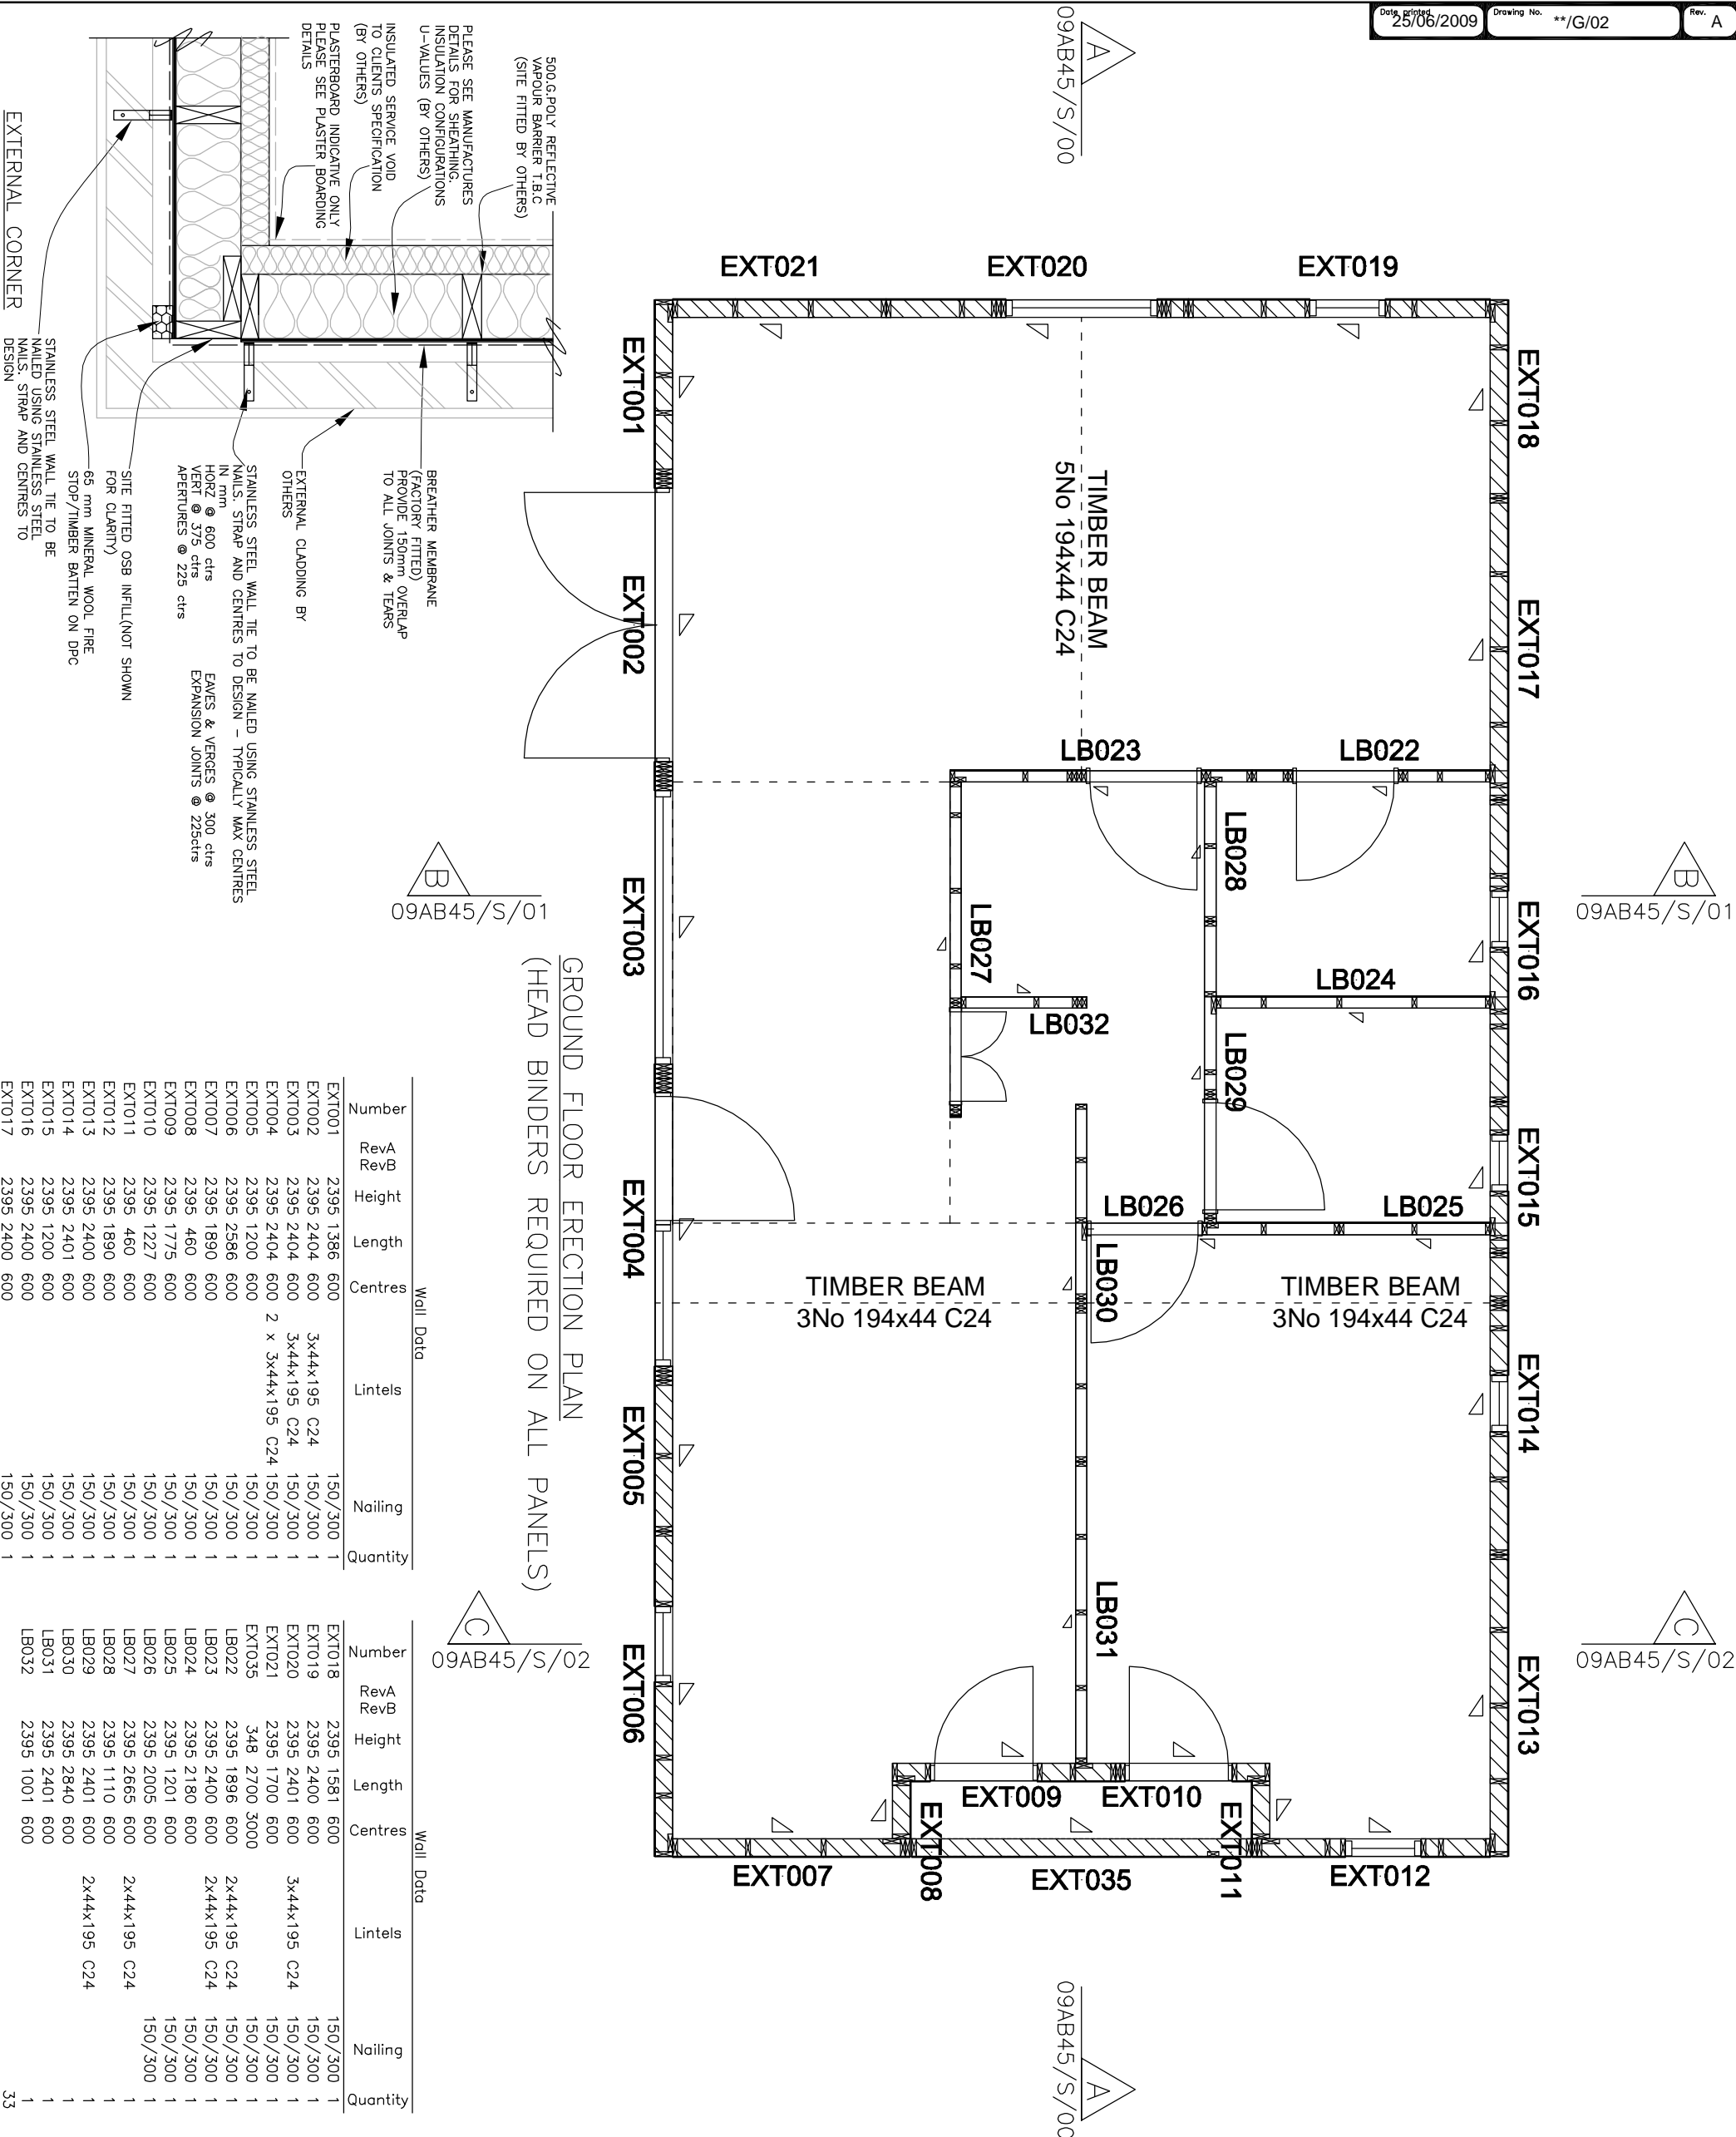 Date printed
25/06/2009
Drawing No.
**/G/02
Rev.
A
A
09AB45/S/00
500.G.POLY REFLECTIVE
VAPOUR BARRIER T.B.C
(SITE FITTED BY OTHERS)
PLEASE SEE MANUFACTURES
DETAILS FOR SHEATHING,
INSULATION CONFIGURATIONS
U-VALUES (BY OTHERS)
INSULATED SERVICE VOID
TO CLIENTS SPECIFICATION
(BY OTHERS)
PLASTERBOARD INDICATIVE ONLY
PLEASE SEE PLASTER BOARDING
DETAILS
EXTERNAL CORNER
BREATHER MEMBRANE
(FACTORY FITTED)
PROVIDE 150mm OVERLAP
TO ALL JOINTS & TEARS
EXTERNAL CLADDING BY
OTHERS
STAINLESS STEEL WALL TIE TO BE NAILED USING STAINLESS STEEL
NAILS. STRAP AND CENTRES TO DESIGN - TYPICALLY MAX CENTRES
IN mm
HORZ @ 600 ctrs
VERT @ 375 ctrs
APERTURES @ 225 ctrs
EAVES & VERGES @ 300 ctrs
EXPANSION JOINTS @ 225ctrs
SITE FITTED OSB INFILL(NOT SHOWN
FOR CLARITY)
65 mm MINERAL WOOL FIRE
STOP/TIMBER BATTEN ON DPC
STAINLESS STEEL WALL TIE TO BE
NAILED USING STAINLESS STEEL
NAILS. STRAP AND CENTRES TO
DESIGN
EXT021
EXT020
EXT019
EXT001
EXT018
TIMBER BEAM
5No 194x44 C24
EXT002
EXT017
LB023
LB022
LB028
LB027
LB024
EXT003
EXT016
LB032
LB029
LB026
LB025
EXT015
EXT004
LB030
TIMBER BEAM
3No 194x44 C24
TIMBER BEAM
3No 194x44 C24
EXT014
EXT005
LB031
EXT006
EXT013
EXT009
EXT010
EXT008
EXT011
EXT007
EXT035
EXT012
B
09AB45/S/01
B
09AB45/S/01
C
09AB45/S/02
C
09AB45/S/02
A
09AB45/S/00
GROUND FLOOR ERECTION PLAN
(HEAD BINDERS REQUIRED ON ALL PANELS)
Wall Data
Number RevA RevB Height Length Centres Lintels Nailing Quantity
EXT001 2395 1386 600 150/300 1
EXT002 2395 2404 600 3x44x195 C24 150/300 1
EXT003 2395 2404 600 3x44x195 C24 150/300 1
EXT004 2395 2404 600 2 x 3x44x195 C24 150/300 1
EXT005 2395 1200 600 150/300 1
EXT006 2395 2586 600 150/300 1
EXT007 2395 1890 600 150/300 1
EXT008 2395 460 600 150/300 1
EXT009 2395 1775 600 150/300 1
EXT010 2395 1227 600 150/300 1
EXT011 2395 460 600 150/300 1
EXT012 2395 1890 600 150/300 1
EXT013 2395 2400 600 150/300 1
EXT014 2395 2401 600 150/300 1
EXT015 2395 1200 600 150/300 1
EXT016 2395 2400 600 150/300 1
EXT017 2395 2400 600 150/300 1
Wall Data
Number RevA RevB Height Length Centres Lintels Nailing Quantity
EXT018 2395 1581 600 150/300 1
EXT019 2395 2400 600 150/300 1
EXT020 2395 2401 600 3x44x195 C24 150/300 1
EXT021 2395 1700 600 150/300 1
EXT035 348 2700 3000 150/300 1
LB022 2395 1896 600 2x44x195 C24 150/300 1
LB023 2395 2400 600 2x44x195 C24 150/300 1
LB024 2395 2180 600 150/300 1
LB025 2395 1201 600 150/300 1
LB026 2395 2005 600 150/300 1
LB027 2395 2665 600 2x44x195 C24 1
LB028 2395 1110 600 1
LB029 2395 2401 600 2x44x195 C24 1
LB030 2395 2840 600 1
LB031 2395 2401 600 1
LB032 2395 1001 600 1
33